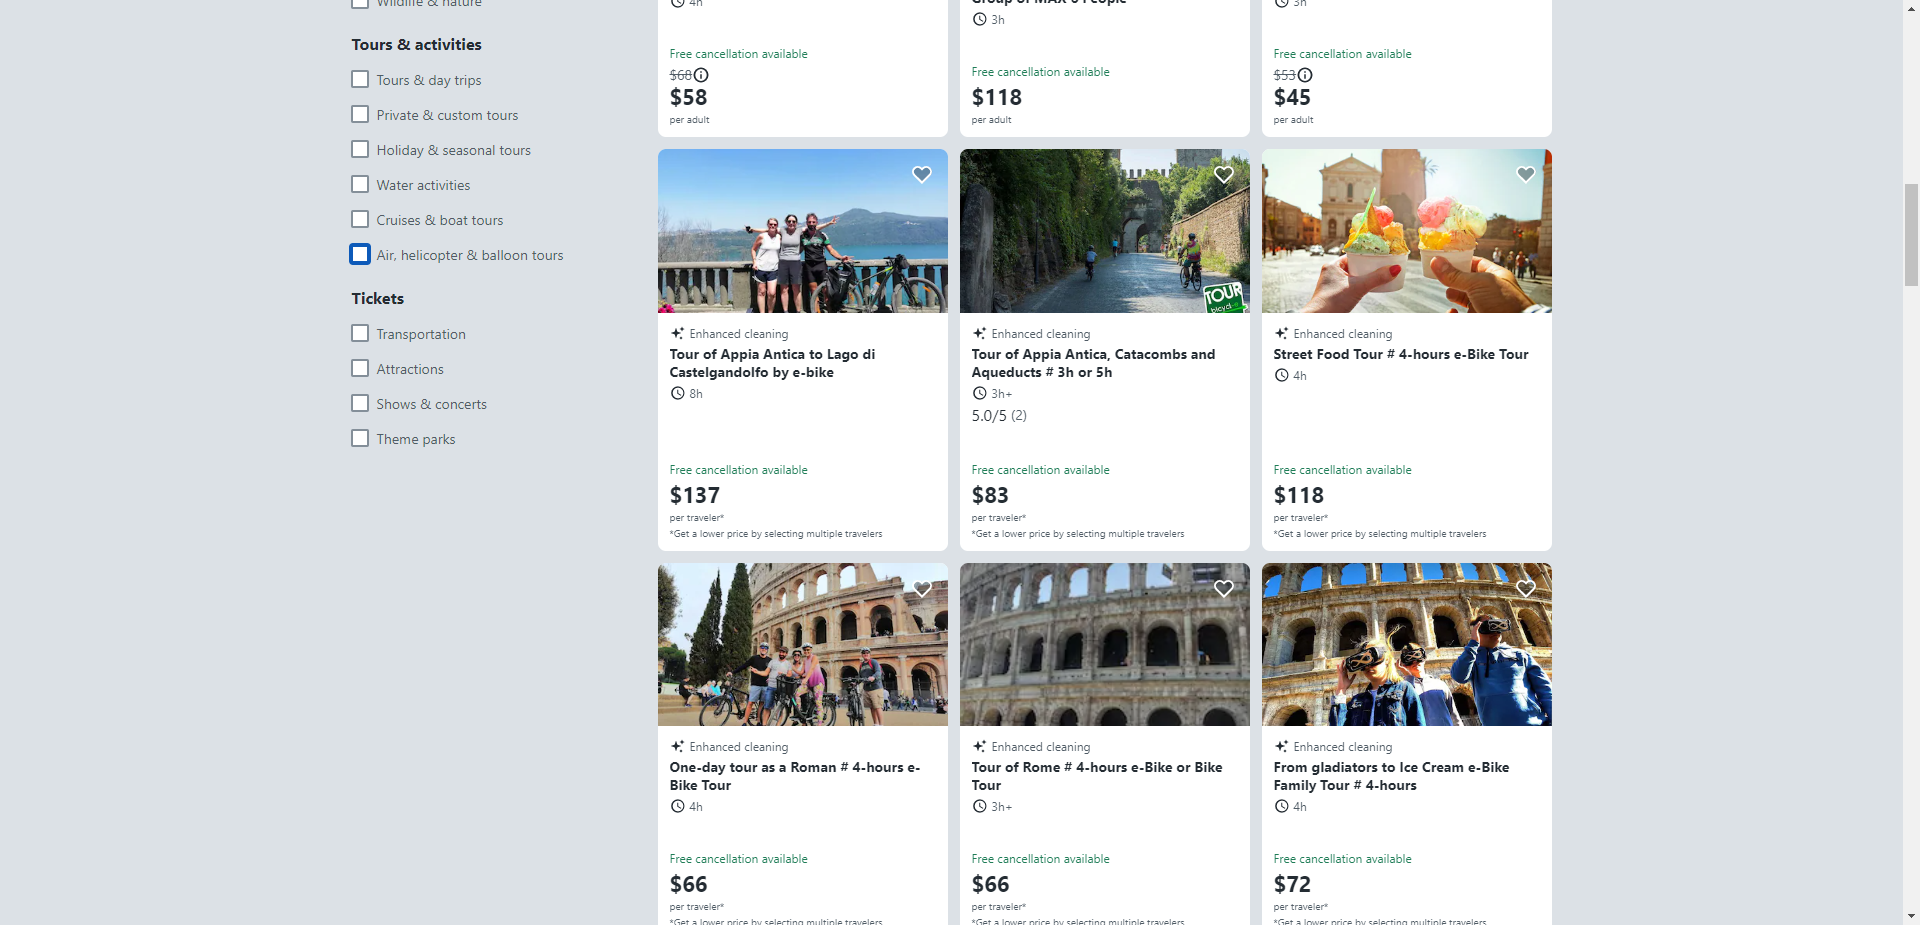 Wildlife & nature
Tours & activities
Tours & day trips
Private & custom tours
Holiday & seasonal tours
Water activities
Cruises & boat tours
Air, helicopter & balloon tours
Tickets
Transportation
Attractions
Shows & concerts
Theme parks
4h
Free cancellation available
$68
$58
per adult
Group of MAX 6 People
3h
Free cancellation available
$118
per adult
3h
Free cancellation available
$53
$45
per adult
Enhanced cleaning
Tour of Appia Antica to Lago di
Castelgandolfo by e-bike
8h
Free cancellation available
$137
per traveler*
*Get a lower price by selecting multiple travelers
TOUR
bicycl-e
Enhanced cleaning
Tour of Appia Antica, Catacombs and
Aqueducts # 3h or 5h
3h+
5.0/5 (2)
Free cancellation available
$83
per traveler*
*Get a lower price by selecting multiple travelers
Enhanced cleaning
Street Food Tour # 4-hours e-Bike Tour
4h
Free cancellation available
$118
per traveler*
*Get a lower price by selecting multiple travelers
Enhanced cleaning
One-day tour as a Roman # 4-hours e-
Bike Tour
4h
Free cancellation available
$66
per traveler*
*Get a lower price by selecting multiple travelers
Enhanced cleaning
Tour of Rome # 4-hours e-Bike or Bike
Tour
3h+
Free cancellation available
$66
per traveler*
*Get a lower price by selecting multiple travelers
Enhanced cleaning
From gladiators to Ice Cream e-Bike
Family Tour # 4-hours
4h
Free cancellation available
$72
per traveler*
*Get a lower price by selecting multiple travelers